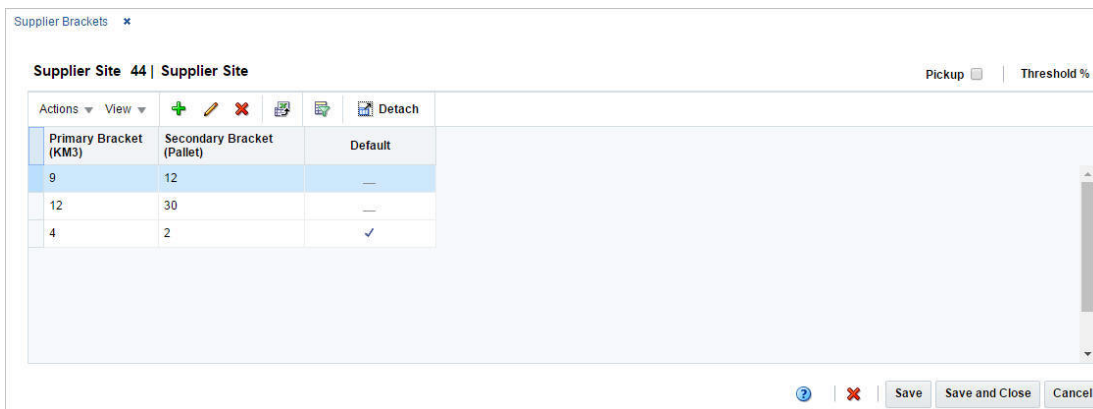 Supplier Brackets
Supplier Site 44 | Supplier Site
Pickup
Threshold %
Actions View Detach
Primary Bracket (KM3)
Secondary Bracket (Pallet)
Default
9 12
12 30
4 2
Save Save and Close Cancel